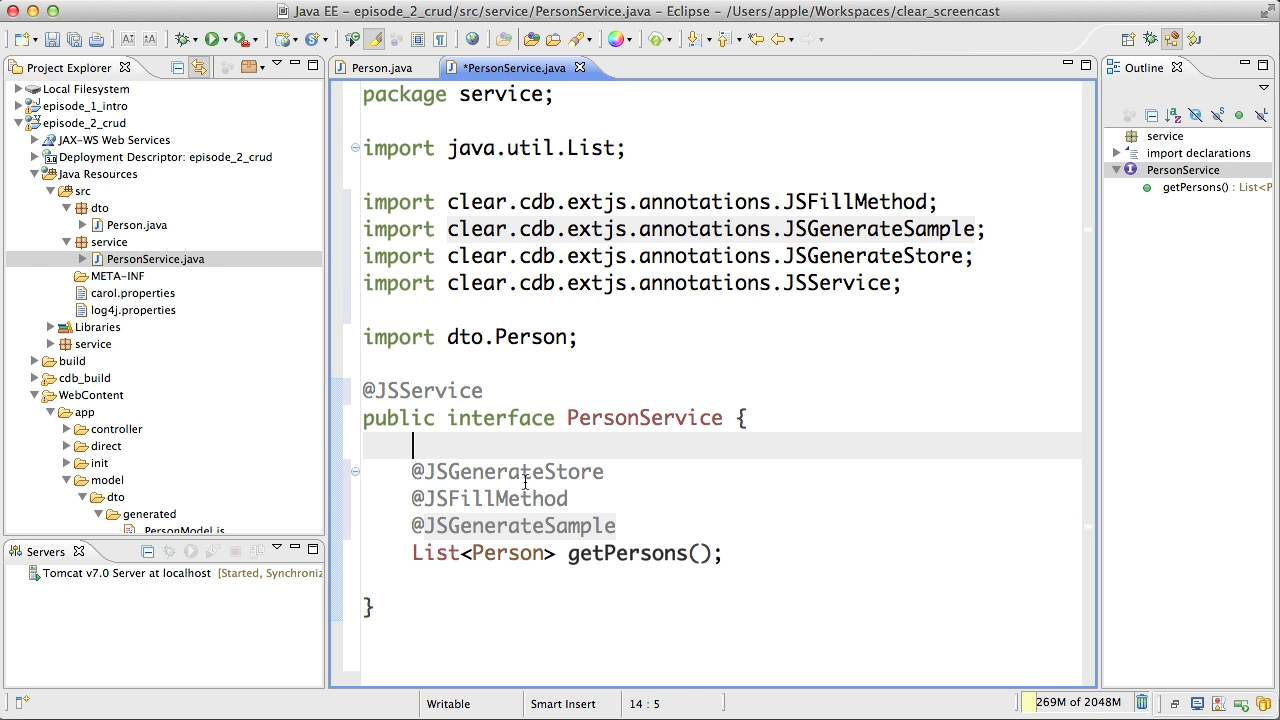 Java EE – episode_2_crud/src/service/PersonService.java – Eclipse – /Users/apple/Workspaces/clear_screencast
Project Explorer
Local Filesystem
episode_1_intro
episode_2_crud
JAX-WS Web Services
Deployment Descriptor: episode_2_crud
Java Resources
src
dto
Person.java
service
PersonService.java
META-INF
carol.properties
log4j.properties
Libraries
service
build
cdb_build
WebContent
app
controller
direct
init
model
dto
generated
PersonModel.js
Servers
Tomcat v7.0 Server at localhost [Started, Synchroniz
Person.java
*PersonService.java
package service;
import java.util.List;
import clear.cdb.extjs.annotations.JSFillMethod;
import clear.cdb.extjs.annotations.JSGenerateSample;
import clear.cdb.extjs.annotations.JSGenerateStore;
import clear.cdb.extjs.annotations.JSService;
import dto.Person;
@JSService
public interface PersonService {
@JSGenerateStore
@JSFillMethod
@JSGenerateSample
List<Person> getPersons();
}
Outline
service
import declarations
PersonService
getPersons() : List<P
Writable
Smart Insert
14 : 5
269M of 2048M